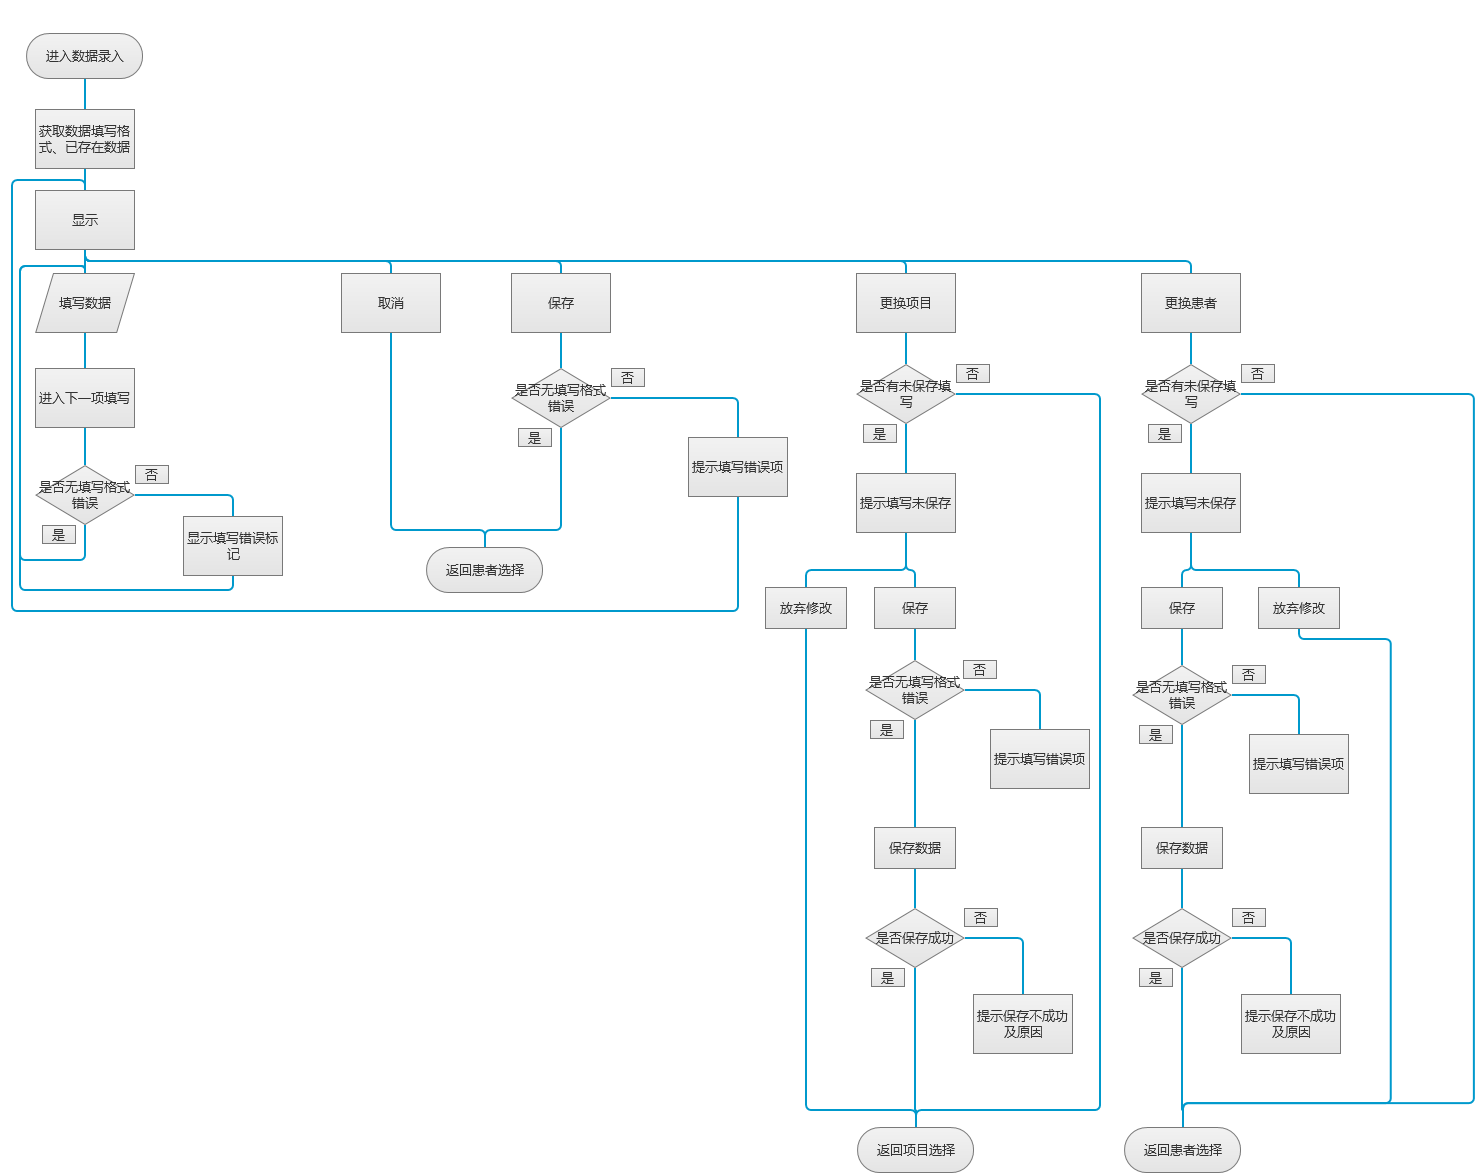 进入数据录入
获取数据填写格
式、已存在数据
显示
填写数据
进入下一项填写
是否无填写格式
错误
否
是
显示填写错误标
记
取消
保存
是否无填写格式
错误
否
是
提示填写错误项
返回患者选择
更换项目
是否有未保存填
写
否
是
提示填写未保存
放弃修改
保存
是否无填写格式
错误
否
是
提示填写错误项
保存数据
是否保存成功
否
是
提示保存不成功
及原因
返回项目选择
更换患者
是否有未保存填
写
否
是
提示填写未保存
保存
放弃修改
是否无填写格式
错误
否
是
提示填写错误项
保存数据
是否保存成功
否
是
提示保存不成功
及原因
返回患者选择